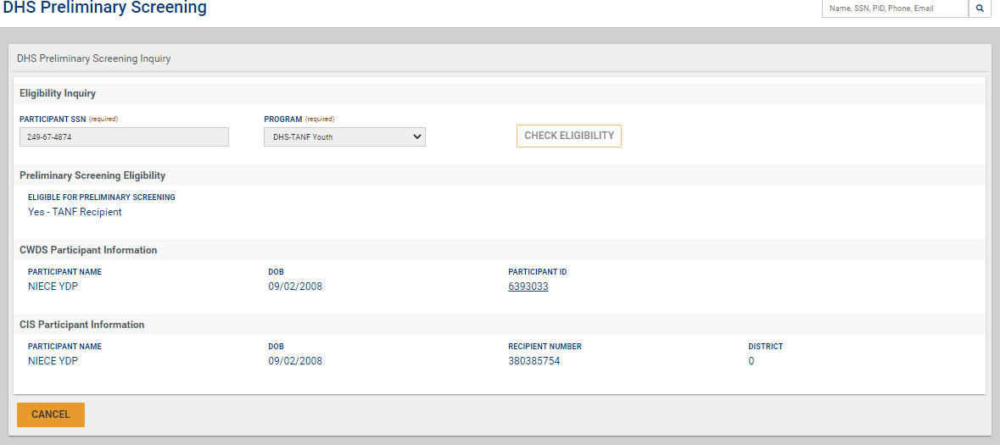 DHS Preliminary Screening
Name, SSN, PID, Phone, Email
DHS Preliminary Screening Inquiry
Eligibility Inquiry
PARTICIPANT SSN (required) PROGRAM (required)
249-67-4874 DHS-TANF Youth CHECK ELIGIBILITY
Preliminary Screening Eligibility
ELIGIBLE FOR PRELIMINARY SCREENING
Yes - TANF Recipient
CWDS Participant Information
PARTICIPANT NAME DOB PARTICIPANT ID
NIECE YDP 09/02/2008 6393033
CIS Participant Information
PARTICIPANT NAME DOB RECIPIENT NUMBER DISTRICT
NIECE YDP 09/02/2008 380385754 0
CANCEL